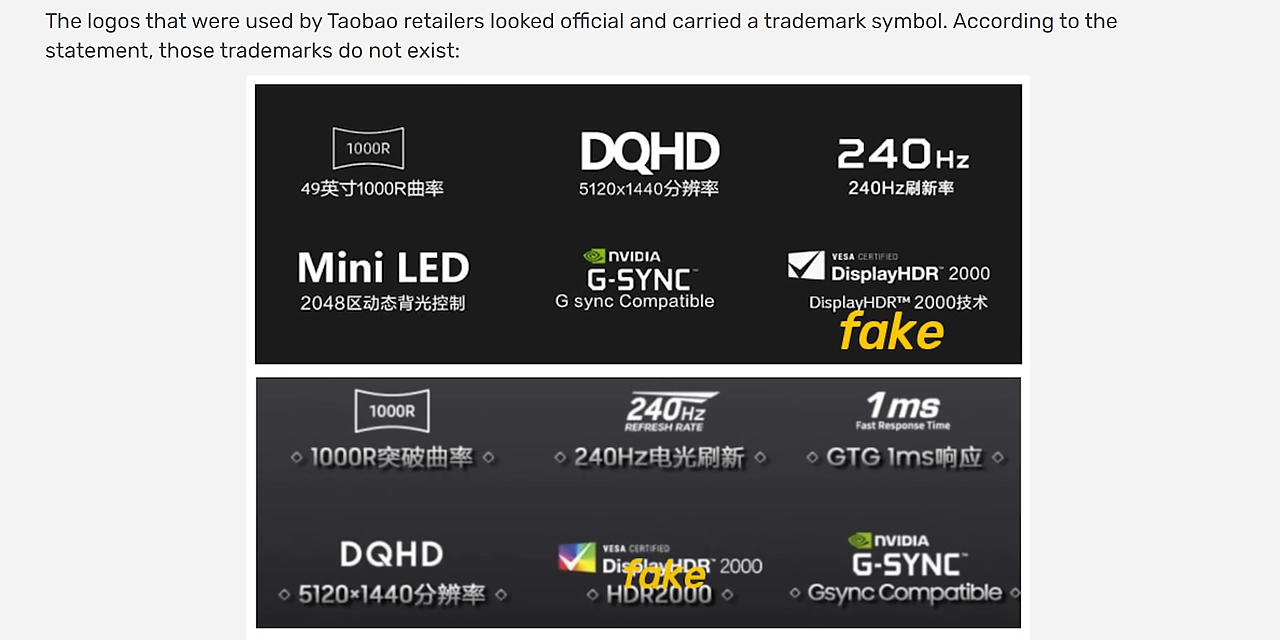 The logos that were used by Taobao retailers looked official and carried a trademark symbol. According to the
statement, those trademarks do not exist:
1000R
49英寸1000R曲率
DQHD
5120x1440分辨率
240Hz
240Hz刷新率
Mini LED
2048区动态背光控制
NVIDIA
G-SYNC™
G sync Compatible
VESA CERTIFIED
DisplayHDR™ 2000
DisplayHDR™ 2000技术
fake
1000R
◇ 1000R突破曲率 ◇
240Hz
REFRESH RATE
◇ 240Hz电光刷新 ◇
1ms
Fast Response Time
◇ GTG 1ms响应 ◇
DQHD
◇ 5120×1440分辨率 ◇
VESA CERTIFIED
DisplayHDR™ 2000
fake
◇ HDR2000 ◇
NVIDIA
G-SYNC™
◇ Gsync Compatible ◇